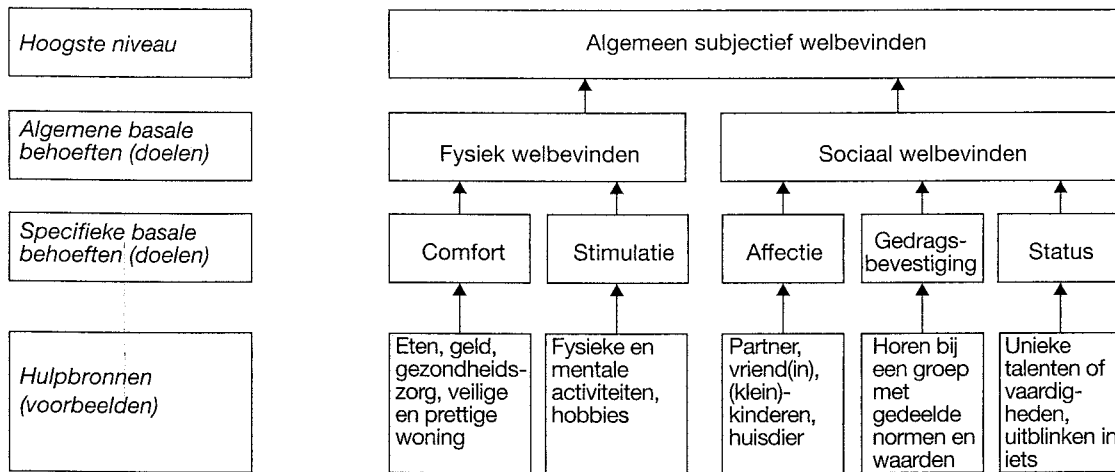 Hoogste niveau
Algemeen subjectief welbevinden
Algemene basale
behoeften (doelen)
Fysiek welbevinden
Sociaal welbevinden
Specifieke basale
behoeften (doelen)
Comfort
Stimulatie
Affectie
Gedrags-
bevestiging
Status
Hulpbronnen
(voorbeelden)
Eten, geld,
gezondheids-
zorg, veilige
en prettige
woning
Fysieke en
mentale
activiteiten,
hobbies
Partner,
vriend(in),
(klein)-
kinderen,
huisdier
Horen bij
een groep
met
gedeelde
normen en
waarden
Unieke
talenten of
vaardig-
heden,
uitblinken in
iets